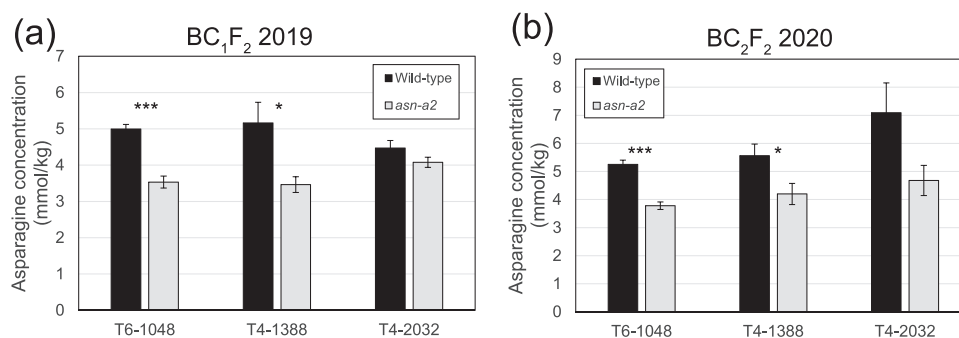 (a)
BC1F2 2019
Asparagine concentration
(mmol/kg)
7
6
5
4
3
2
1
0
Wild-type
asn-a2
***
*
T6-1048
T4-1388
T4-2032
(b)
BC2F2 2020
Asparagine concentration
(mmol/kg)
9
8
7
6
5
4
3
2
1
0
Wild-type
asn-a2
***
*
T6-1048
T4-1388
T4-2032